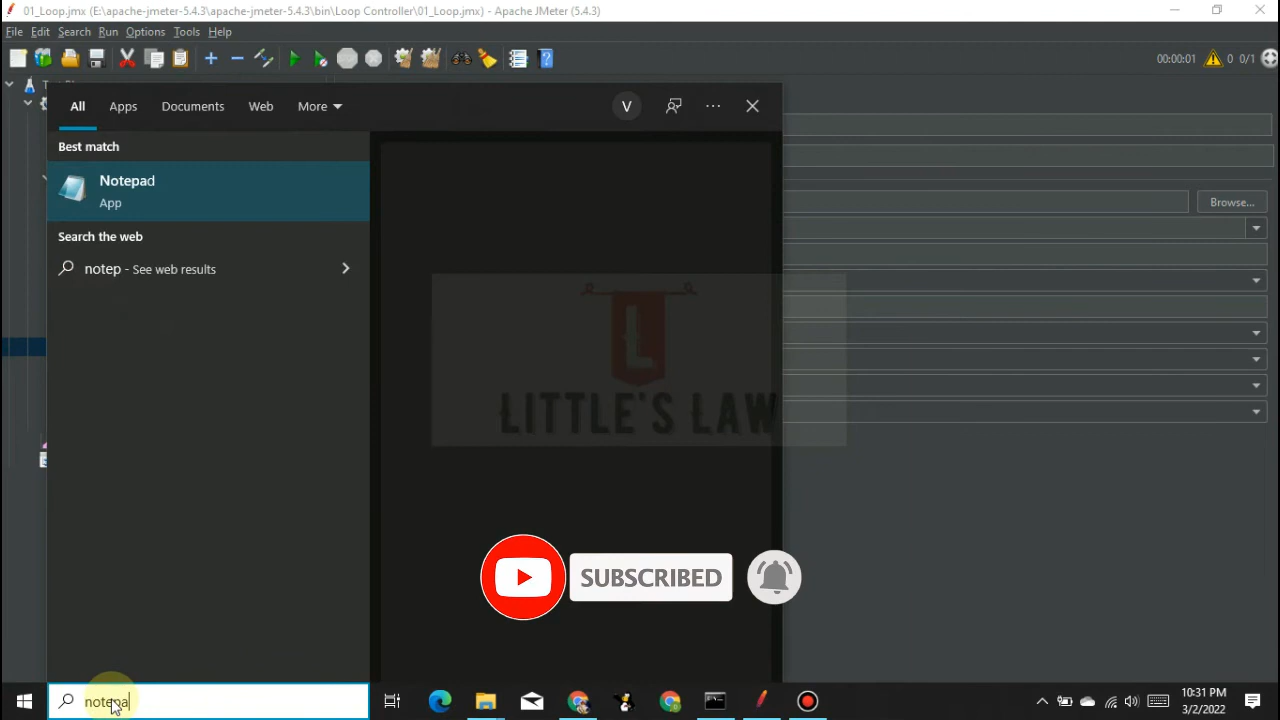 01_Loop.jmx (E:\apache-jmeter-5.4.3\apache-jmeter-5.4.3\bin\Loop Controller\01_Loop.jmx) - Apache JMeter (5.4.3)
File Edit Search Run Options Tools Help
00:00:01 0 0/1
All Apps Documents Web More V
Best match
Notepad
App
Browse...
Search the web
notep - See web results
L
LITTLE'S LAW
SUBSCRIBED
notepa
10:31 PM
3/2/2022